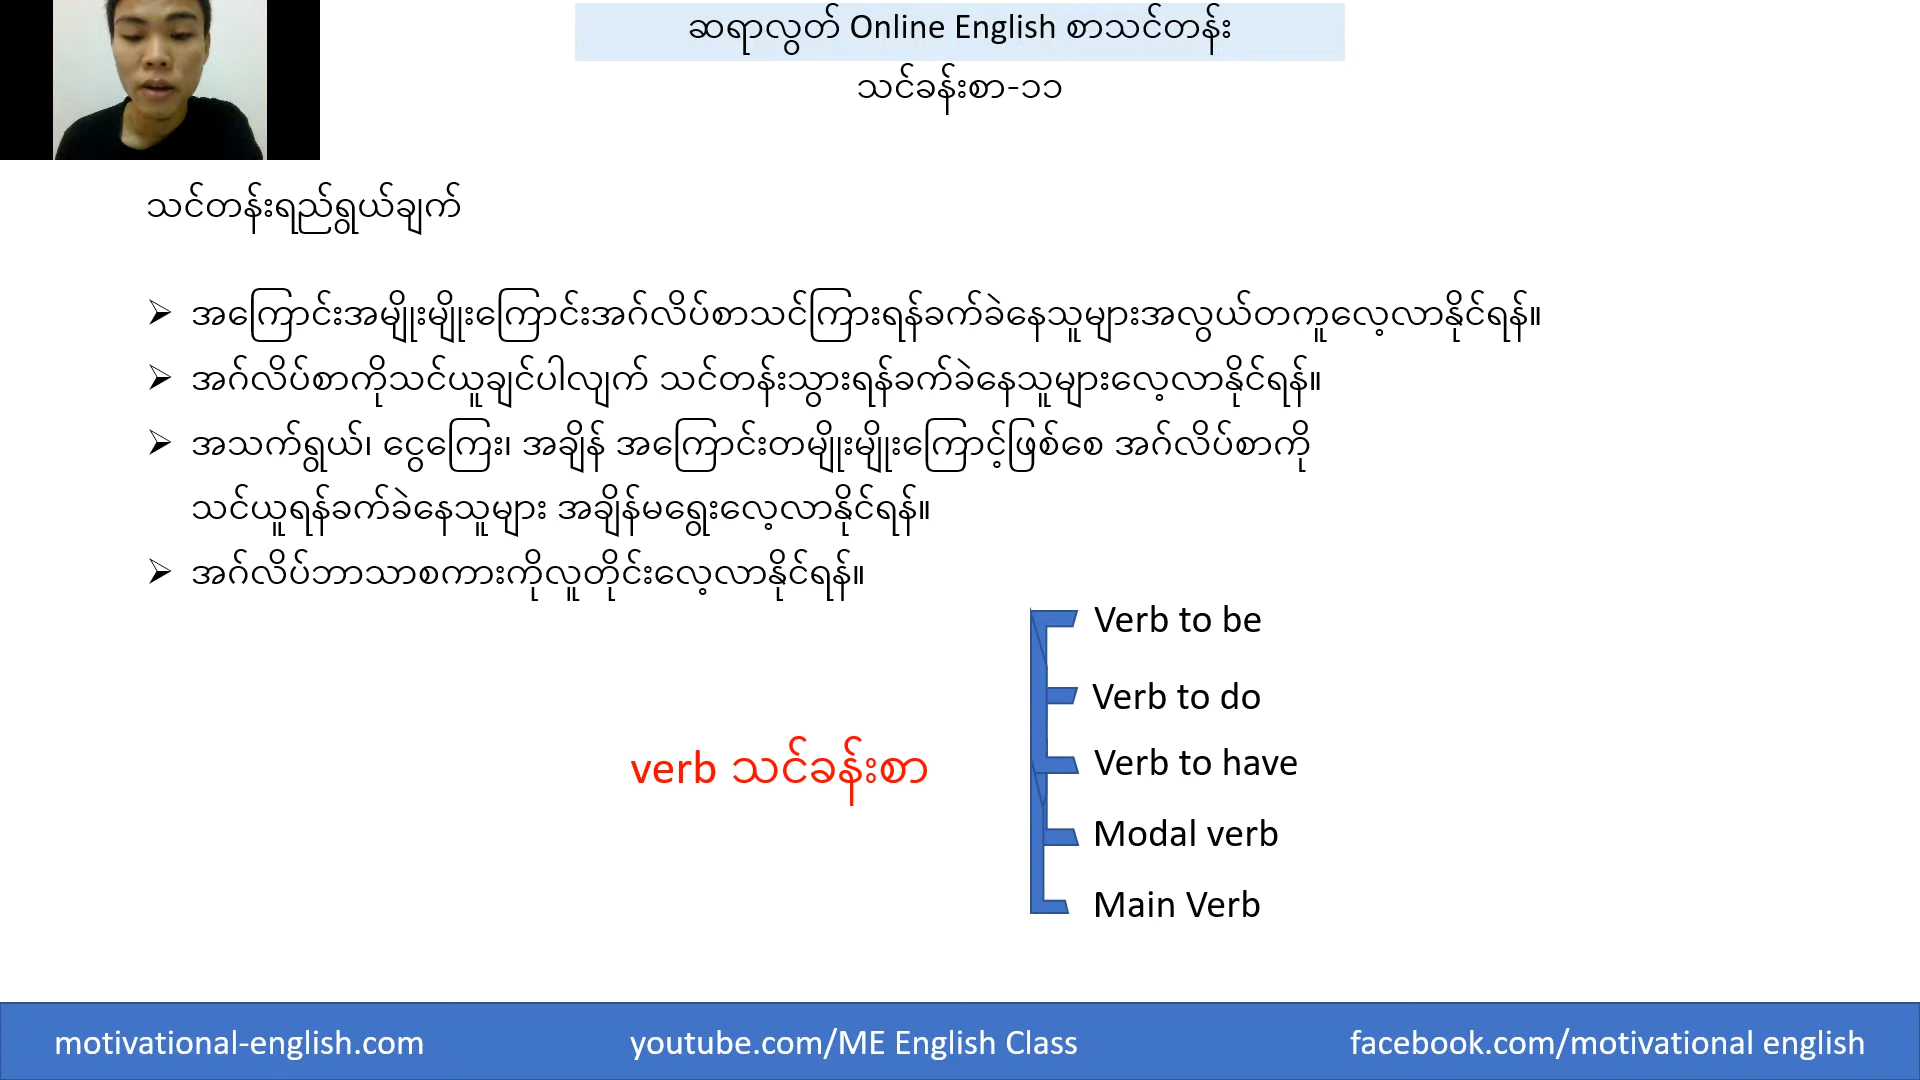 ဆရာလွတ် Online English စာသင်တန်း
သင်ခန်းစာ-၁၁
သင်တန်းရည်ရွယ်ချက်
➢ အကြောင်းအမျိုးမျိုးကြောင်းအဂ်လိပ်စာသင်ကြားရန်ခက်ခဲနေသူများအလွယ်တကူလေ့လာနိုင်ရန်။
➢ အဂ်လိပ်စာကိုသင်ယူချင်ပါလျက် သင်တန်းသွားရန်ခက်ခဲနေသူများလေ့လာနိုင်ရန်။
➢ အသက်ရွယ်၊ ငွေကြေး၊ အချိန် အကြောင်းတမျိုးမျိုးကြောင့်ဖြစ်စေ အဂ်လိပ်စာကို
သင်ယူရန်ခက်ခဲနေသူများ အချိန်မရွေးလေ့လာနိုင်ရန်။
➢ အဂ်လိပ်ဘာသာစကားကိုလူတိုင်းလေ့လာနိုင်ရန်။
verb သင်ခန်းစာ
Verb to be
Verb to do
Verb to have
Modal verb
Main Verb
motivational-english.com
youtube.com/ME English Class
facebook.com/motivational english